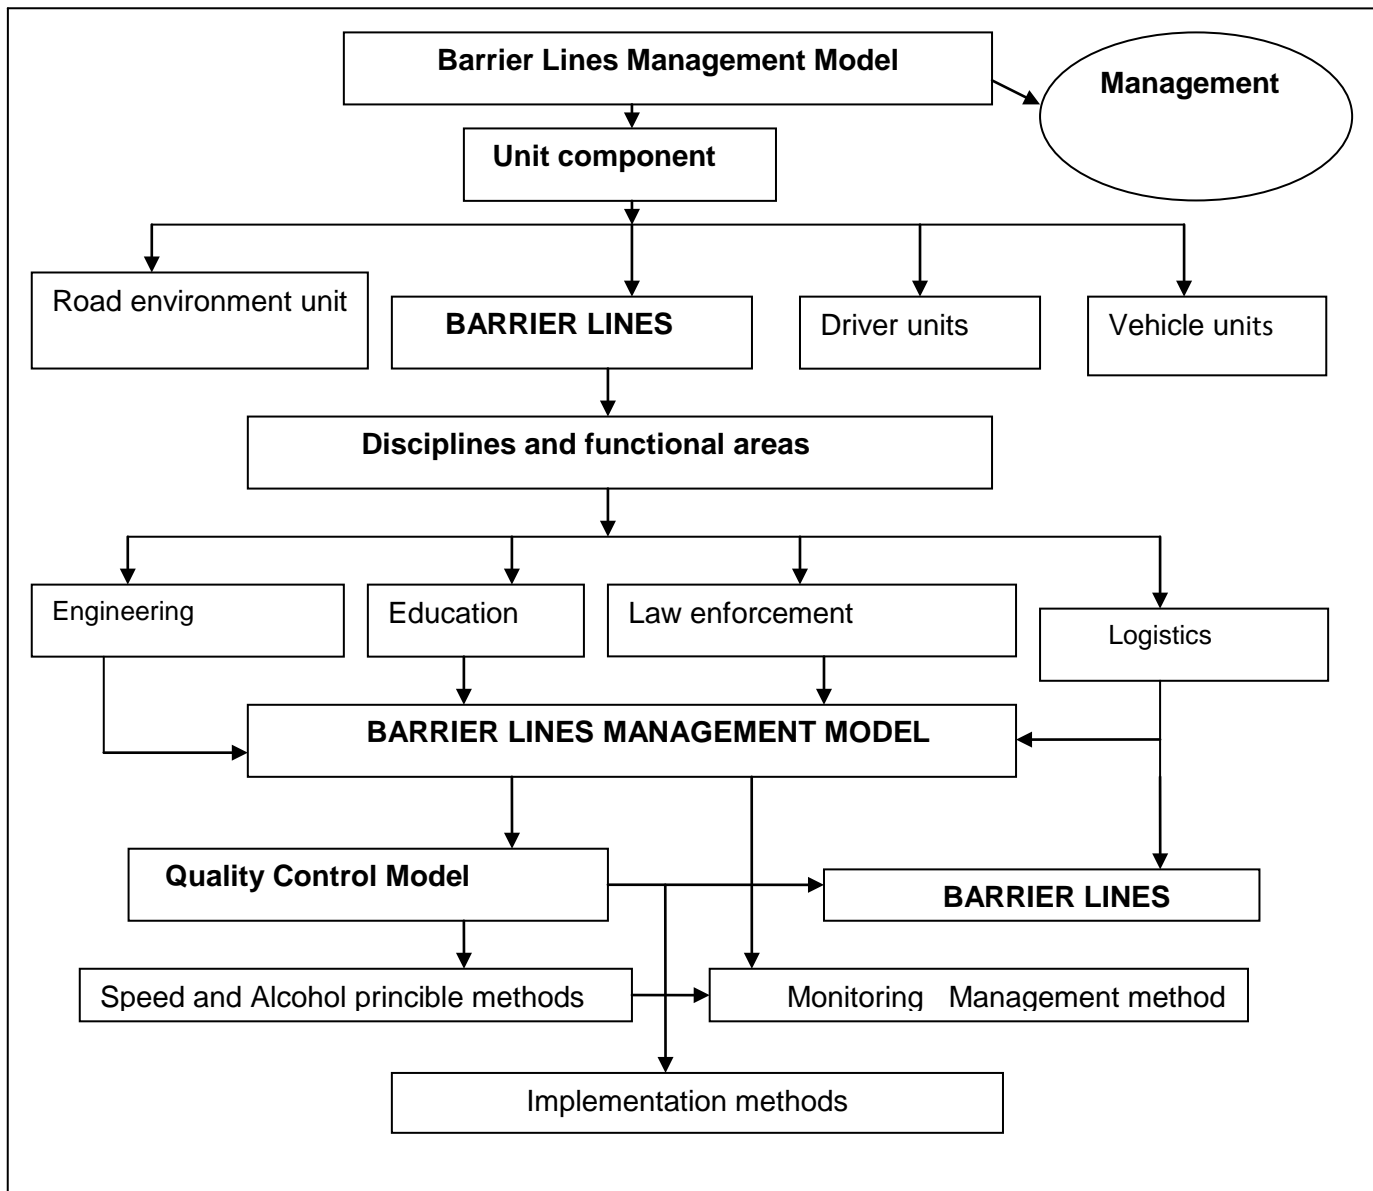 Barrier Lines Management Model
Management
Unit component
Road environment unit
BARRIER LINES
Driver units
Vehicle units
Disciplines and functional areas
Engineering
Education
Law enforcement
Logistics
BARRIER LINES MANAGEMENT MODEL
Quality Control Model
BARRIER LINES
Speed and Alcohol princible methods
Monitoring Management method
Implementation methods